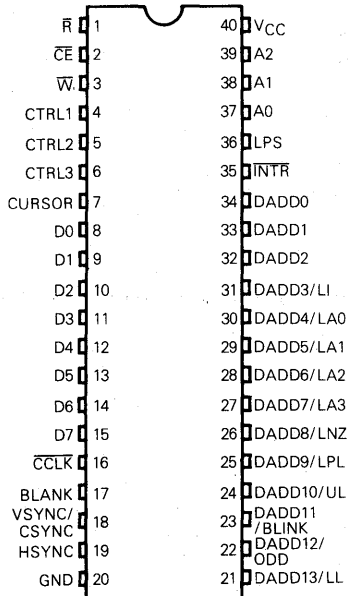 R̅ 1 40 VCC
C̅E̅ 2 39 A2
W̅ 3 38 A1
CTRL1 4 37 A0
CTRL2 5 36 LPS
CTRL3 6 35 I̅N̅T̅R̅
CURSOR 7 34 DADD0
D0 8 33 DADD1
D1 9 32 DADD2
D2 10 31 DADD3/LI
D3 11 30 DADD4/LA0
D4 12 29 DADD5/LA1
D5 13 28 DADD6/LA2
D6 14 27 DADD7/LA3
D7 15 26 DADD8/LNZ
C̅C̅L̅K̅ 16 25 DADD9/LPL
BLANK 17 24 DADD10/UL
VSYNC/
CSYNC 18 23 DADD11
/BLINK
HSYNC 19 22 DADD12/
ODD
GND 20 21 DADD13/LL